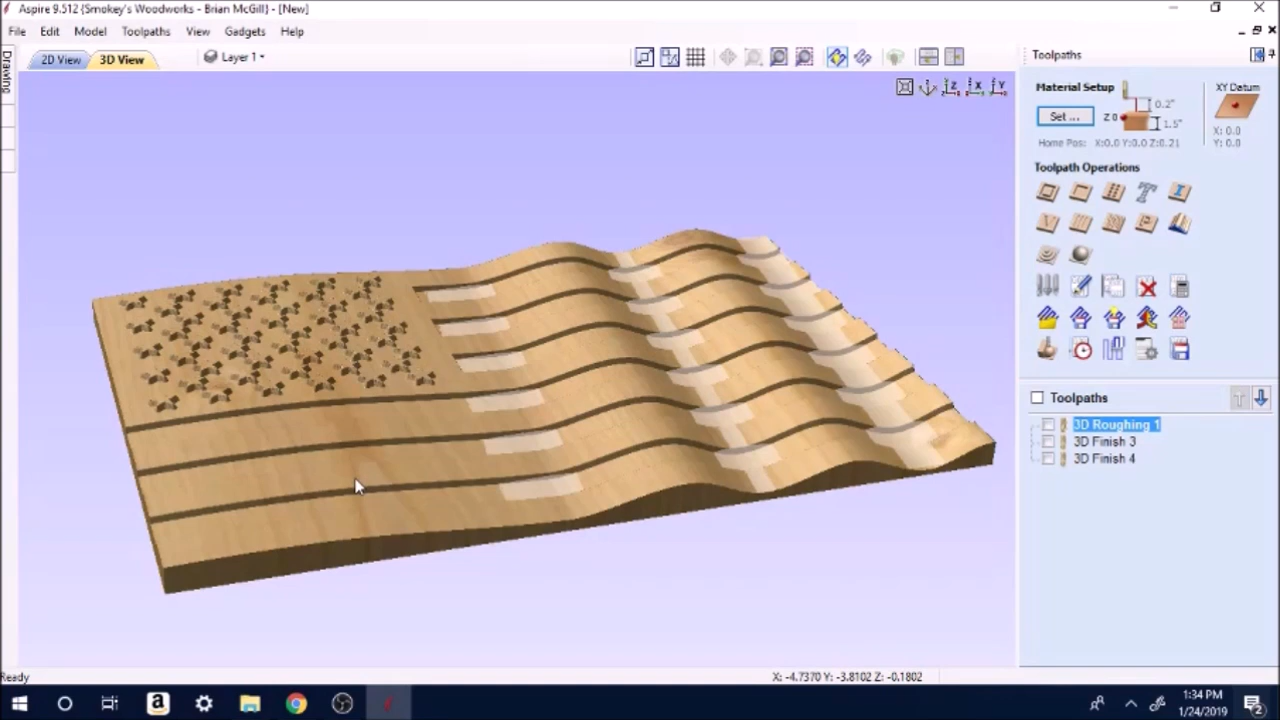 Aspire 9.512 {Smokey's Woodworks - Brian McGill} - [New]
File Edit Model Toolpaths View Gadgets Help
Drawing
2D View 3D View Layer 1
Toolpaths
Material Setup
Set ...
Z 0
0.2"
1.5"
Home Pos: X:0.0 Y:0.0 Z:0.21
XY Datum
X: 0.0
Y: 0.0
Toolpath Operations
Toolpaths
3D Roughing 1
3D Finish 3
3D Finish 4
Ready
X: -4.7370 Y: -3.8102 Z: -0.1802
1:34 PM
1/24/2019
2